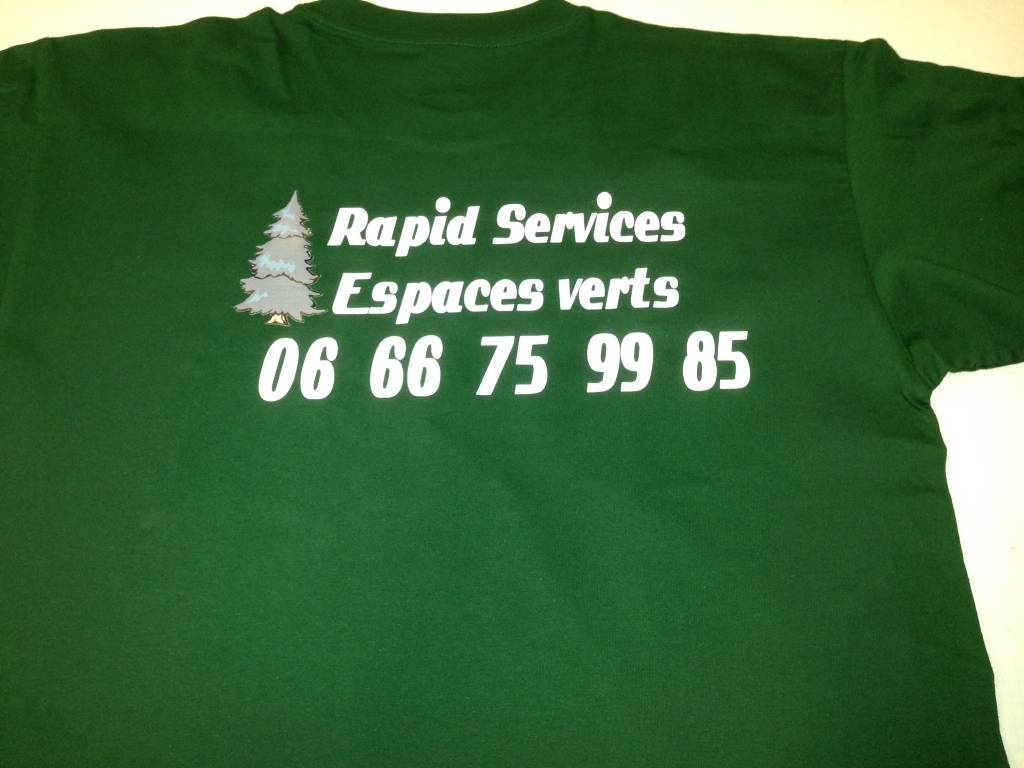 Rapid Services
Espaces verts
06 66 75 99 85